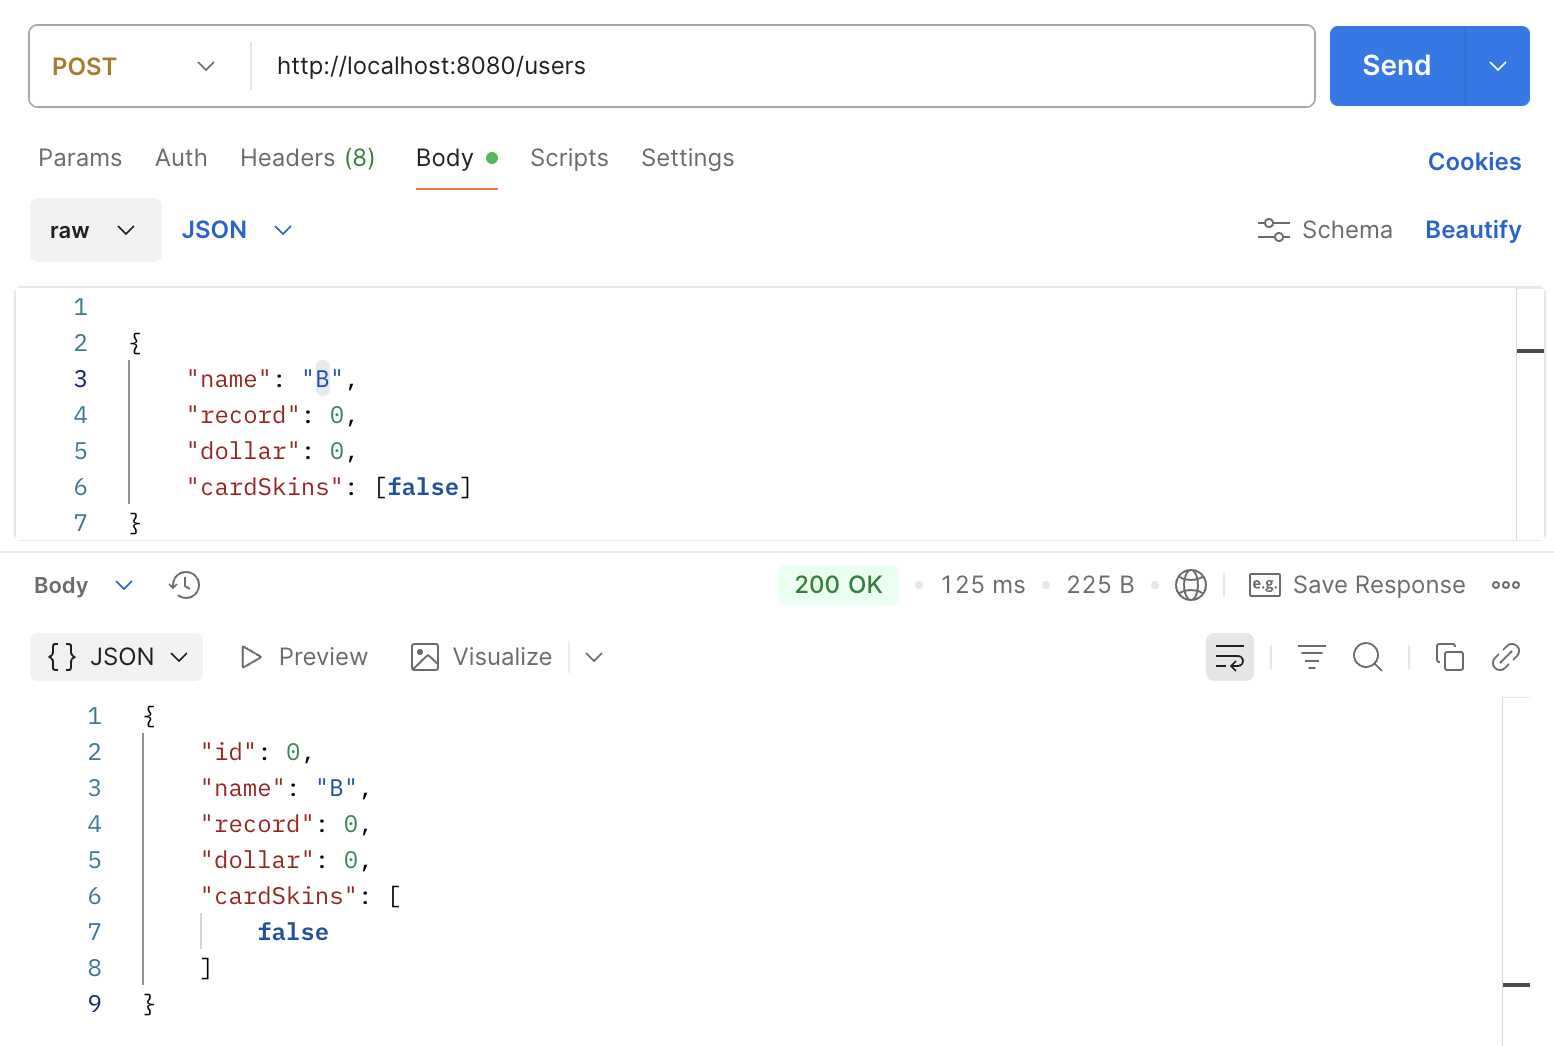 POST http://localhost:8080/users Send
Params Auth Headers (8) Body Scripts Settings Cookies
raw JSON Schema Beautify
1
2 {
3 "name": "B",
4 "record": 0,
5 "dollar": 0,
6 "cardSkins": [false]
7 }
Body 200 OK 125 ms 225 B e.g. Save Response
{} JSON Preview Visualize
1 {
2 "id": 0,
3 "name": "B",
4 "record": 0,
5 "dollar": 0,
6 "cardSkins": [
7 false
8 ]
9 }